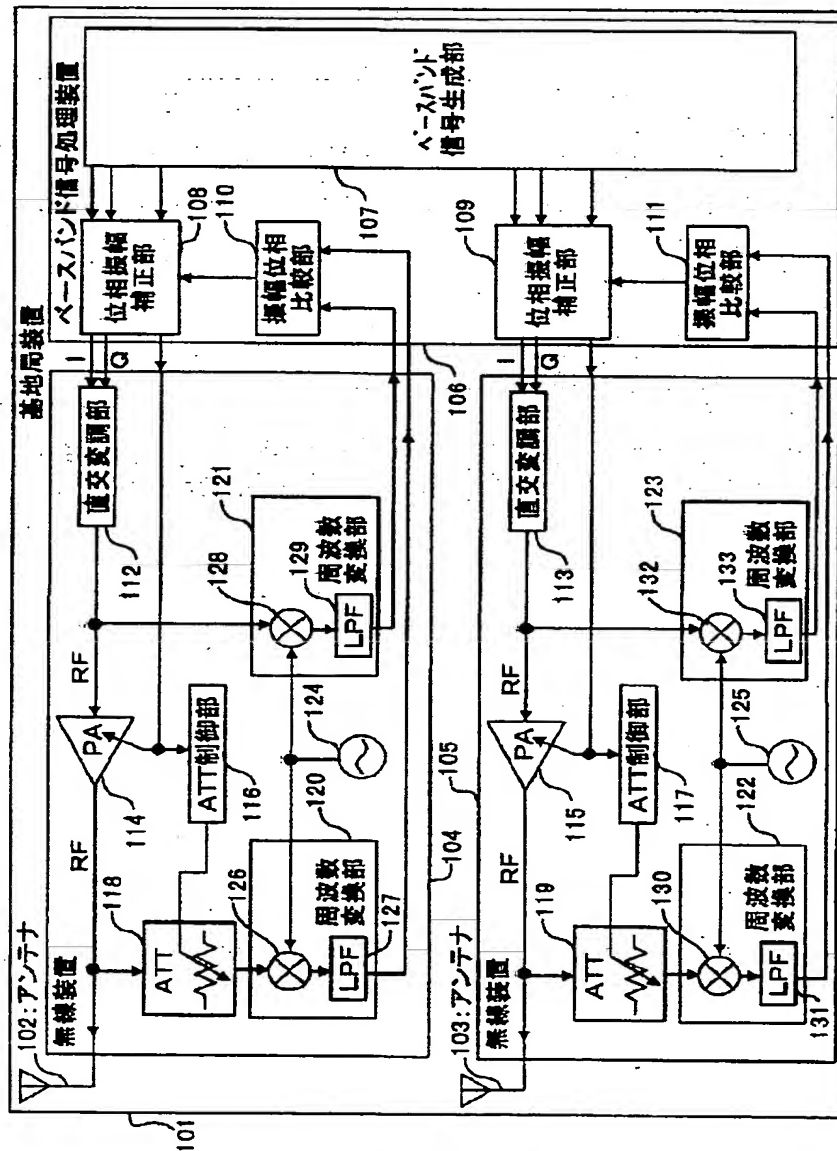 基地局装置
101
102:アンテナ
無線装置
RF
PA
RF
114
112
直交変調部
I
Q
ベースバンド信号処理装置
108
位相振幅
補正部
107
ベースバンド
信号生成部
110
振幅位相
比較部
118
ATT
ATT制御部
116
120
126
周波数
変換部
127
LPF
124
121
128
129
周波数
変換部
LPF
104
106
103:アンテナ
無線装置
105
RF
PA
RF
115
113
直交変調部
I
Q
109
位相振幅
補正部
111
振幅位相
比較部
119
ATT
ATT制御部
117
122
130
周波数
変換部
131
LPF
125
123
132
133
周波数
変換部
LPF